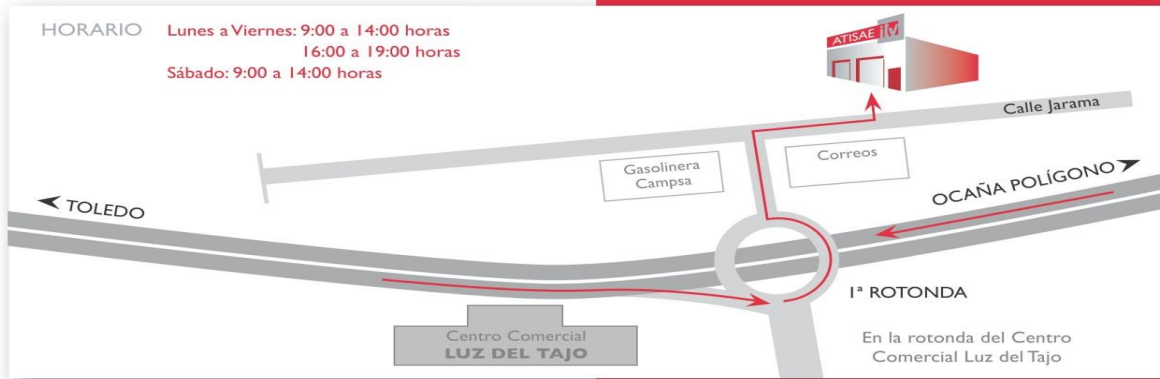 HORARIO Lunes a Viernes: 9:00 a 14:00 horas
16:00 a 19:00 horas
Sábado: 9:00 a 14:00 horas
ATISAE itv
Calle Jarama
Gasolinera
Campsa
Correos
OCAÑA POLÍGONO
TOLEDO
1ª ROTONDA
Centro Comercial
LUZ DEL TAJO
En la rotonda del Centro
Comercial Luz del Tajo